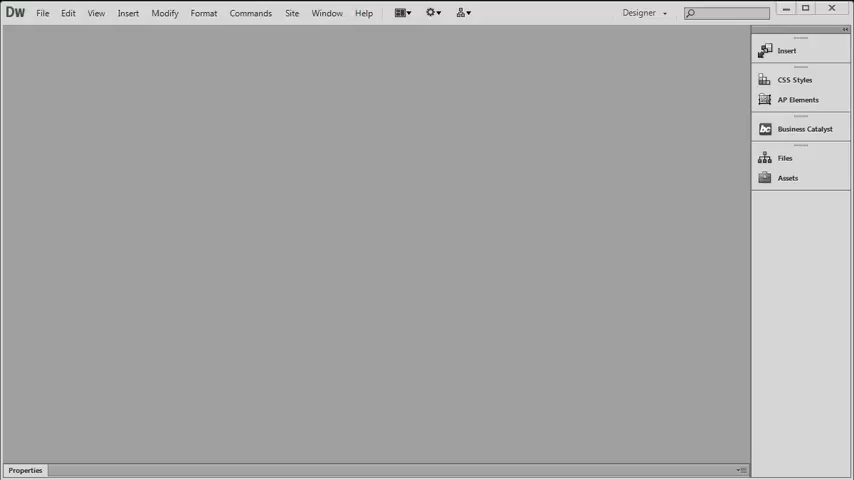 DW File Edit View Insert Modify Format Commands Site Window Help Designer
Insert
CSS Styles
AP Elements
bc Business Catalyst
Files
Assets
Properties